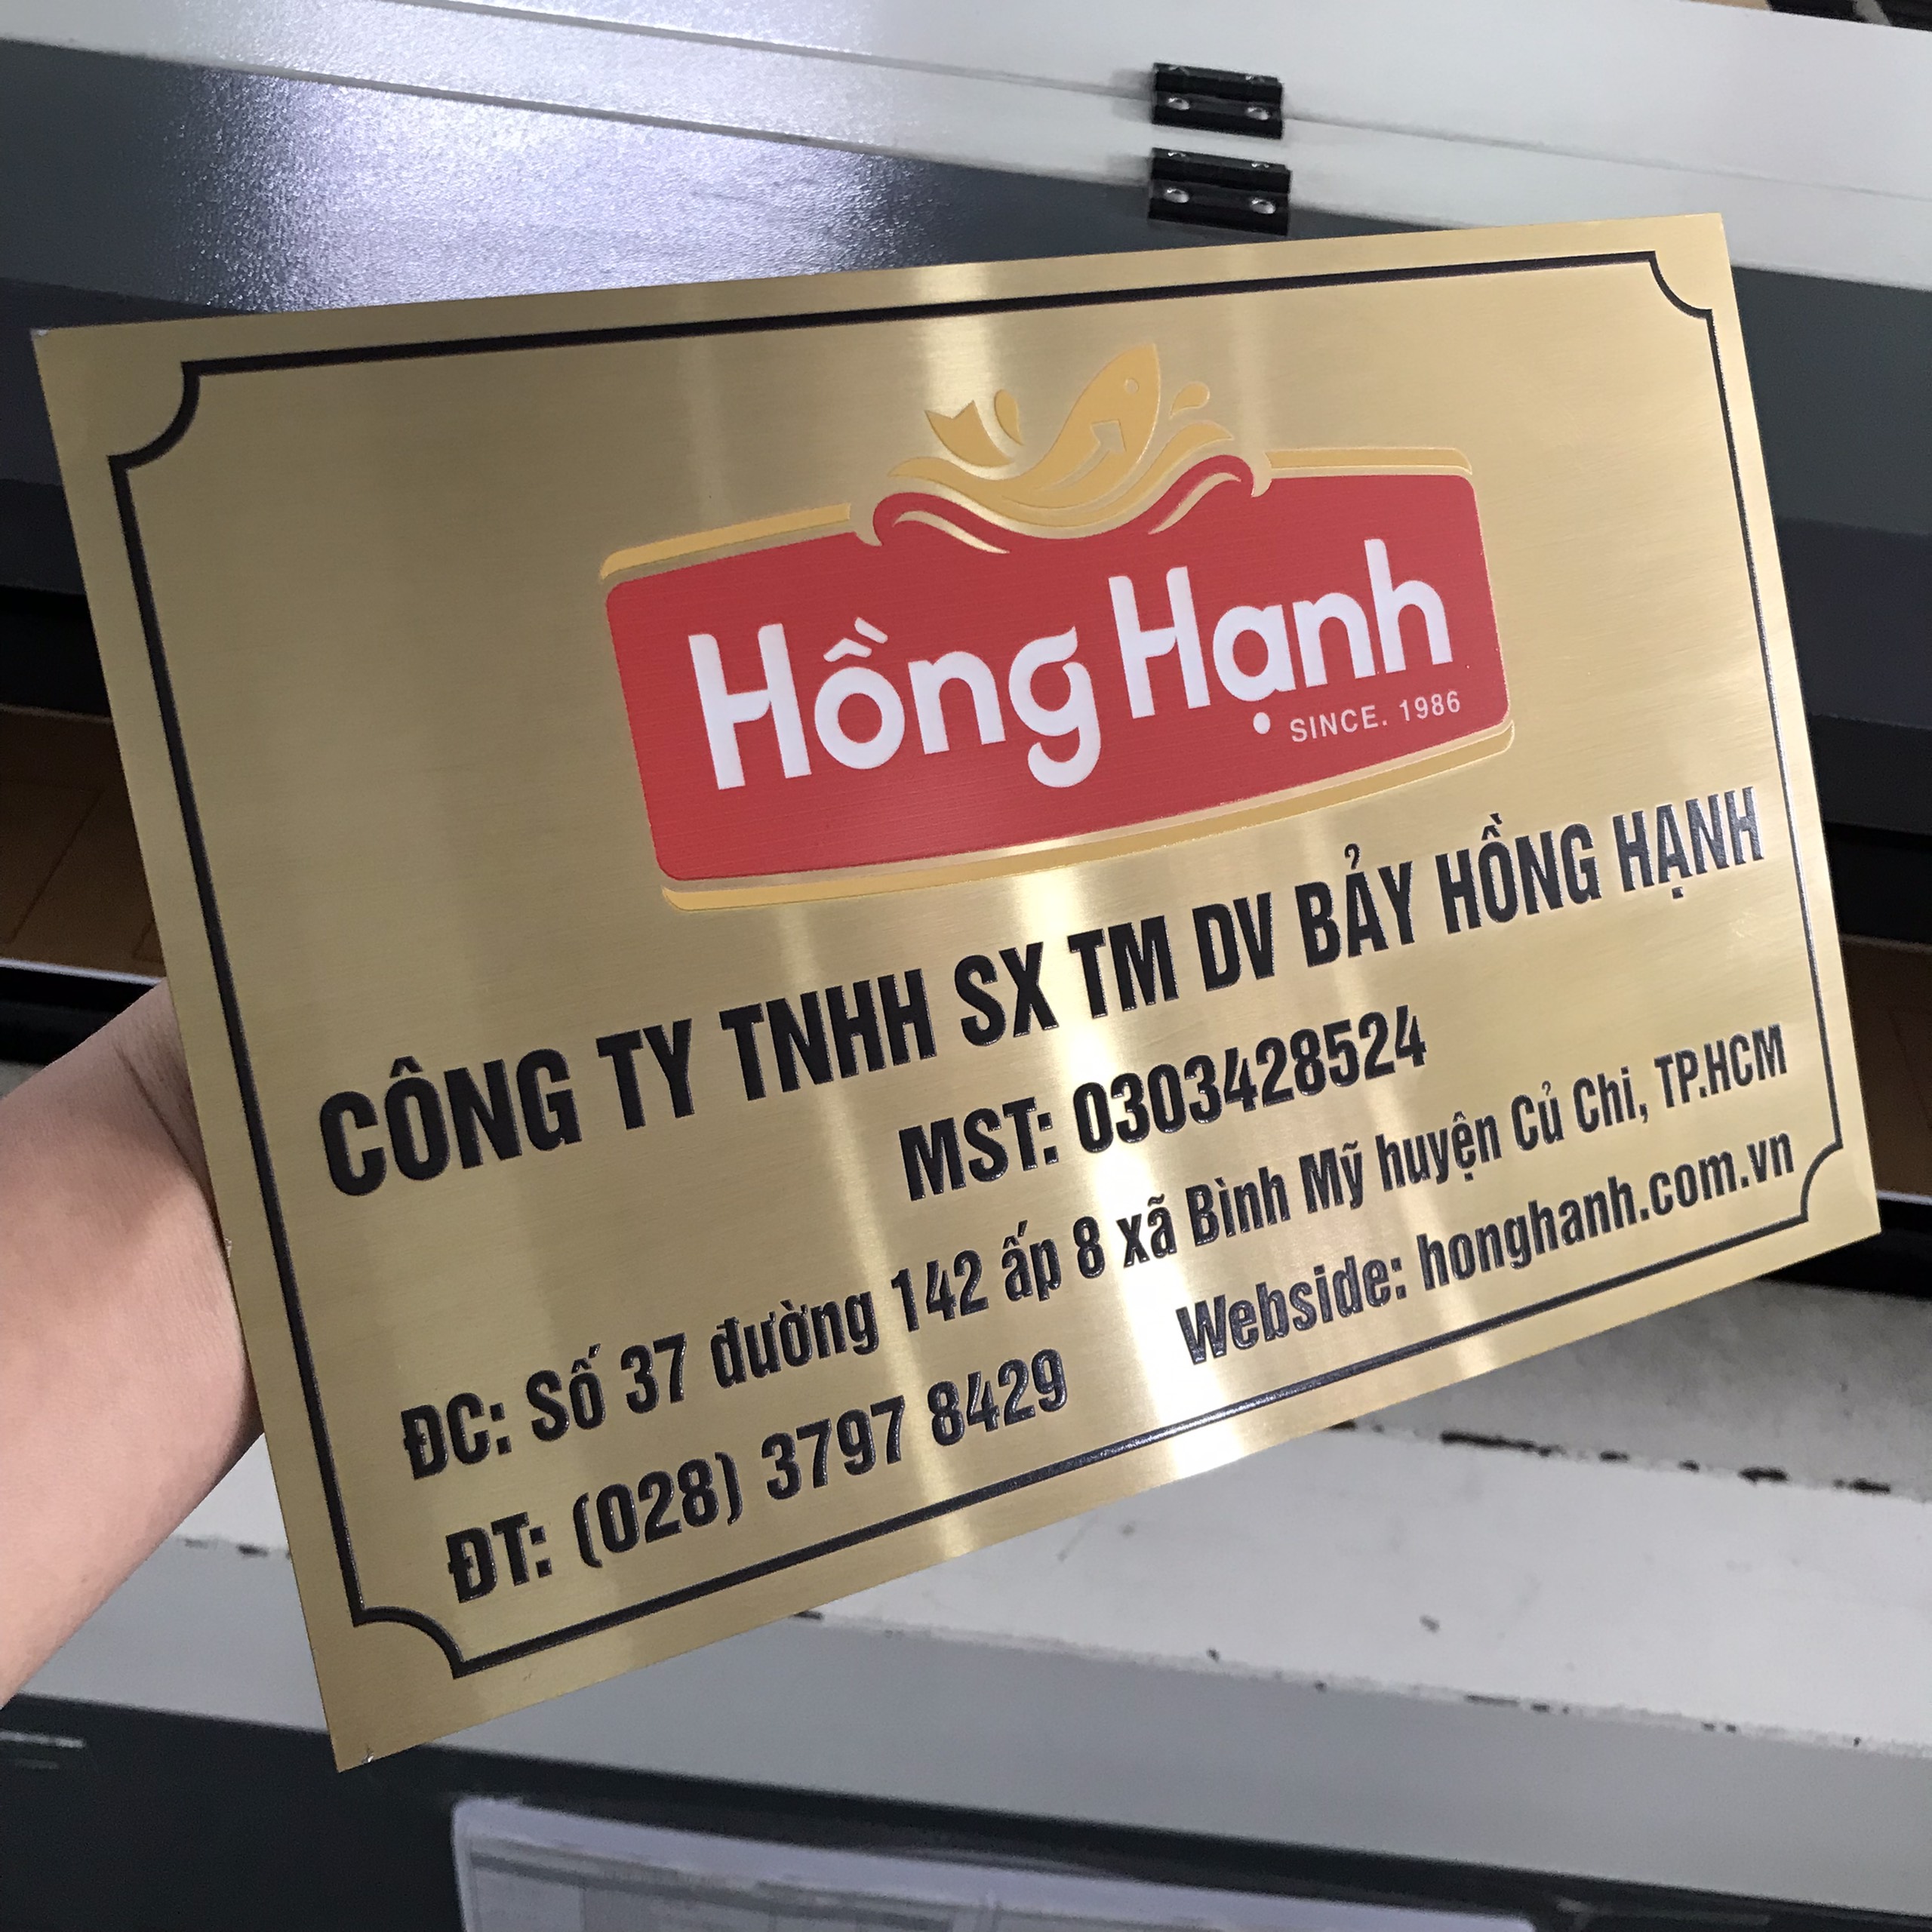 Hồng Hạnh
SINCE. 1986
CÔNG TY TNHH SX TM DV BẢY HỒNG HẠNH
MST: 0303428524
ĐC: Số 37 đường 142 ấp 8 xã Bình Mỹ huyện Củ Chi, TP.HCM
ĐT: (028) 3797 8429 Webside: honghanh.com.vn